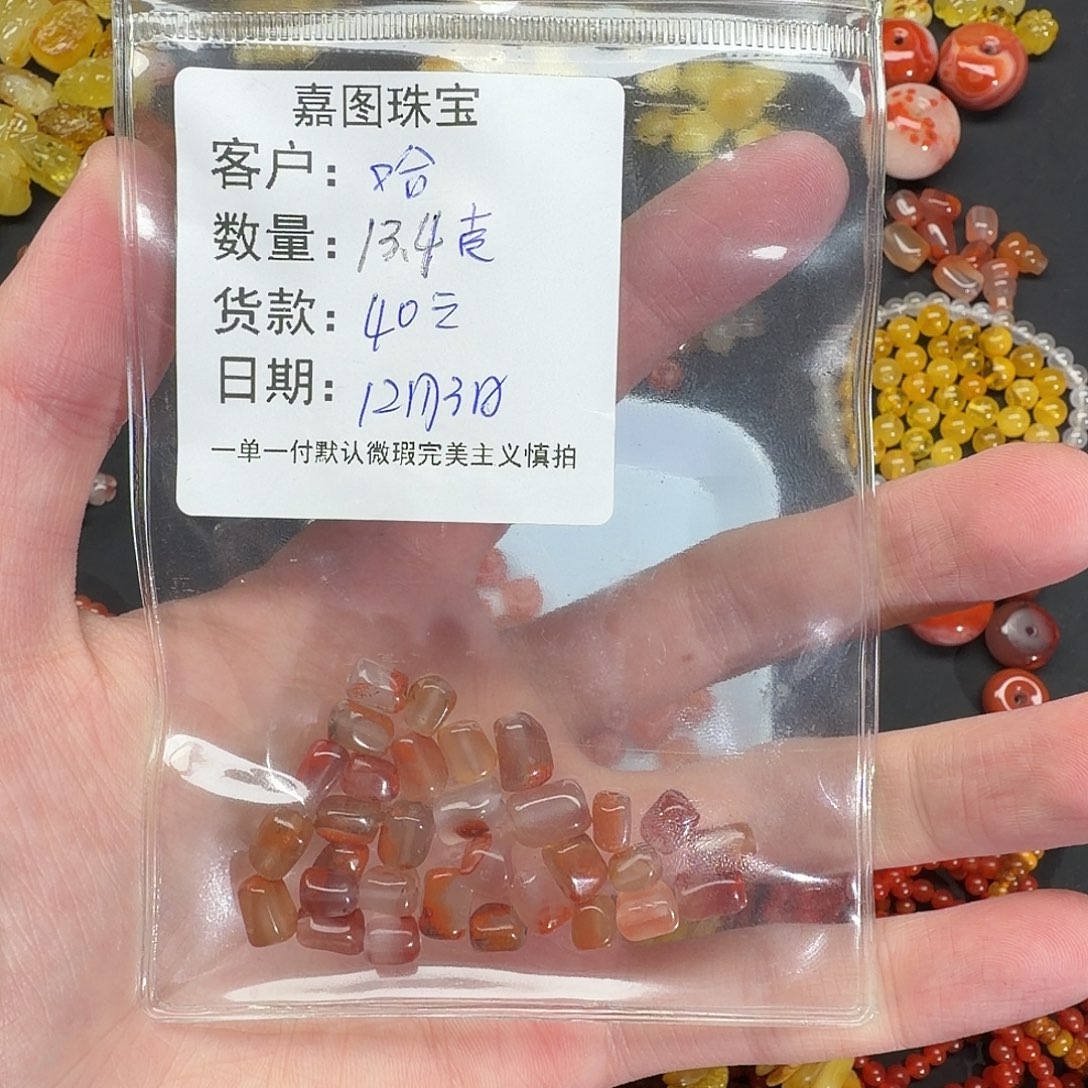 嘉图珠宝
客户：哈
数量：13.4克
货款：40元
日期：12月3日
一单一付默认微瑕完美主义慎拍